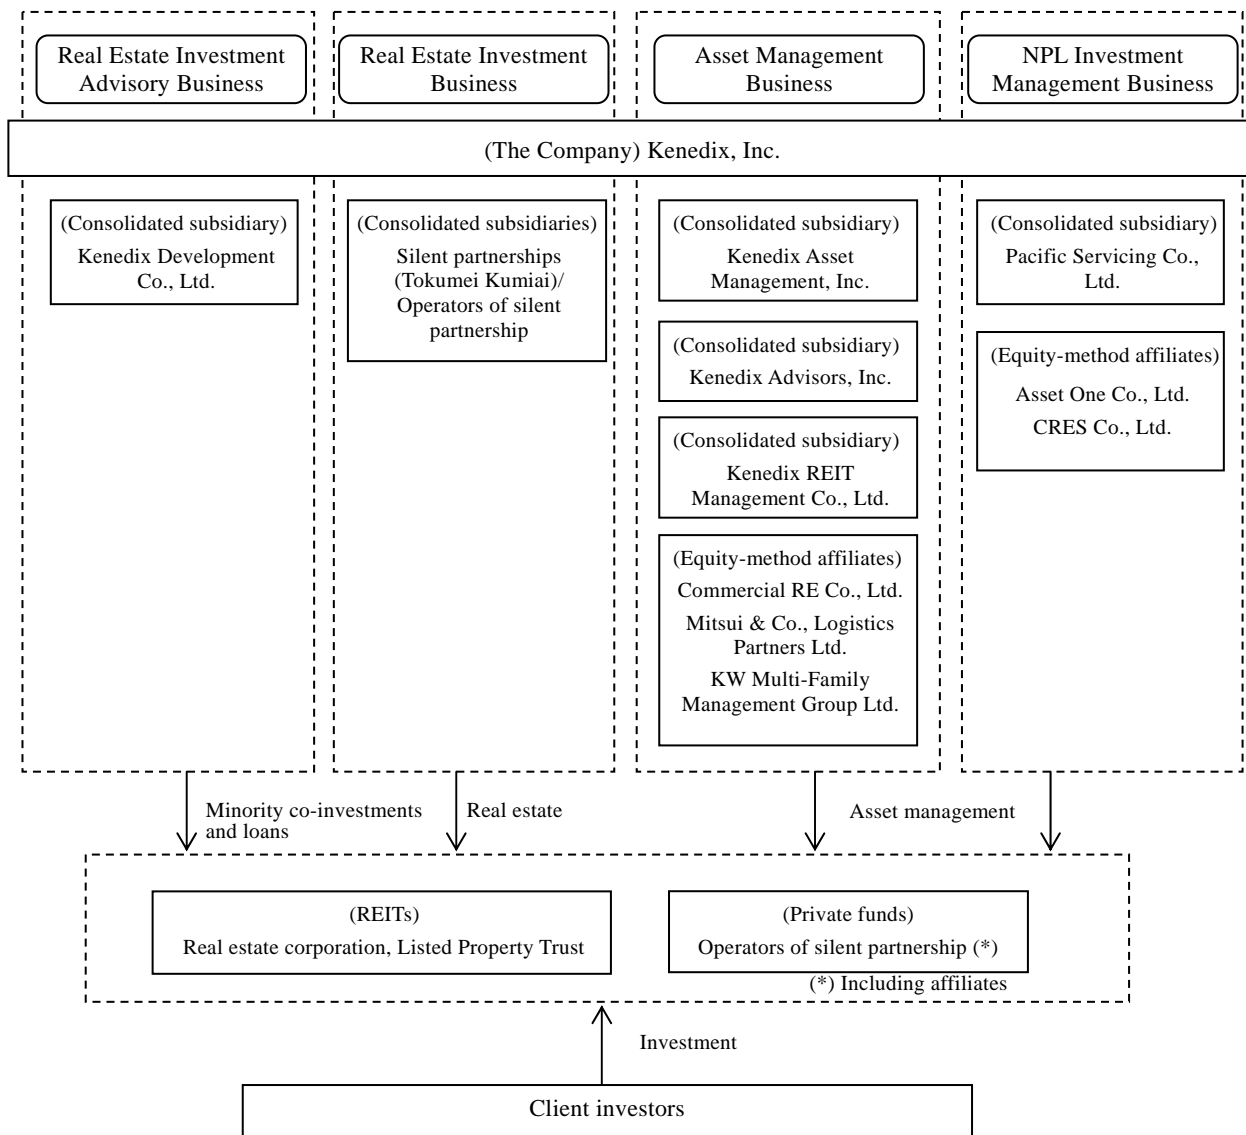 Real Estate Investment
Advisory Business
Real Estate Investment
Business
Asset Management
Business
NPL Investment
Management Business
(The Company) Kenedix, Inc.
(Consolidated subsidiary)
Kenedix Development
Co., Ltd.
(Consolidated subsidiaries)
Silent partnerships
(Tokumei Kumiai)/
Operators of silent
partnership
(Consolidated subsidiary)
Kenedix Asset
Management, Inc.
(Consolidated subsidiary)
Kenedix Advisors, Inc.
(Consolidated subsidiary)
Kenedix REIT
Management Co., Ltd.
(Equity-method affiliates)
Commercial RE Co., Ltd.
Mitsui & Co., Logistics
Partners Ltd.
KW Multi-Family
Management Group Ltd.
(Consolidated subsidiary)
Pacific Servicing Co.,
Ltd.
(Equity-method affiliates)
Asset One Co., Ltd.
CRES Co., Ltd.
Minority co-investments
and loans
Real estate
Asset management
(REITs)
Real estate corporation, Listed Property Trust
(Private funds)
Operators of silent partnership (*)
(*) Including affiliates
Investment
Client investors